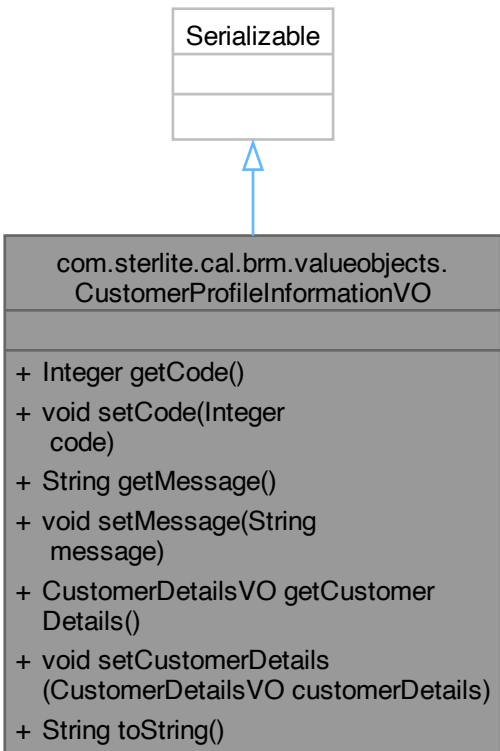 Serializable
com.sterlite.cal.brm.valueobjects.
CustomerProfileInformationVO
+ Integer getCode()
+ void setCode(Integer
code)
+ String getMessage()
+ void setMessage(String
message)
+ CustomerDetailsVO getCustomer
Details()
+ void setCustomerDetails
(CustomerDetailsVO customerDetails)
+ String toString()